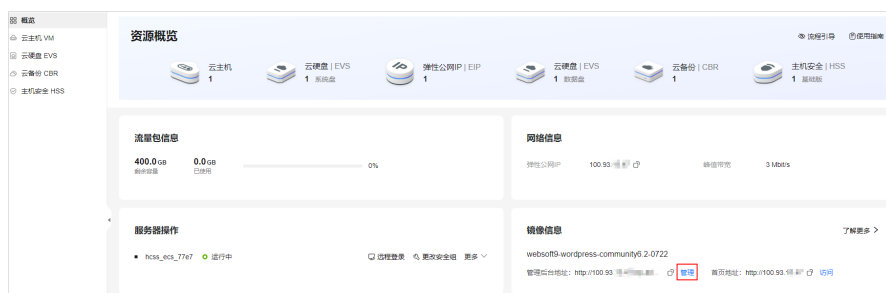 概览
云主机 VM
云硬盘 EVS
云备份 CBR
主机安全 HSS
资源概览
流程引导 使用指南
云主机 云硬盘 | EVS 弹性公网IP | EIP 云硬盘 | EVS 云备份 | CBR 主机安全 | HSS
1 1 系统盘 1 1 数据盘 1 1 基础版
流量包信息
400.0 GB 0.0 GB
剩余容量 已使用
0%
网络信息
弹性公网IP 100.93. 峰值带宽 3 Mbit/s
服务器操作
hcss_ecs_77e7 运行中 远程登录 更改安全组 更多
镜像信息 了解更多
websoft9-wordpress-community6.2-0722
管理后台地址: http://100.93 管理 首页地址: http://100.93. 访问